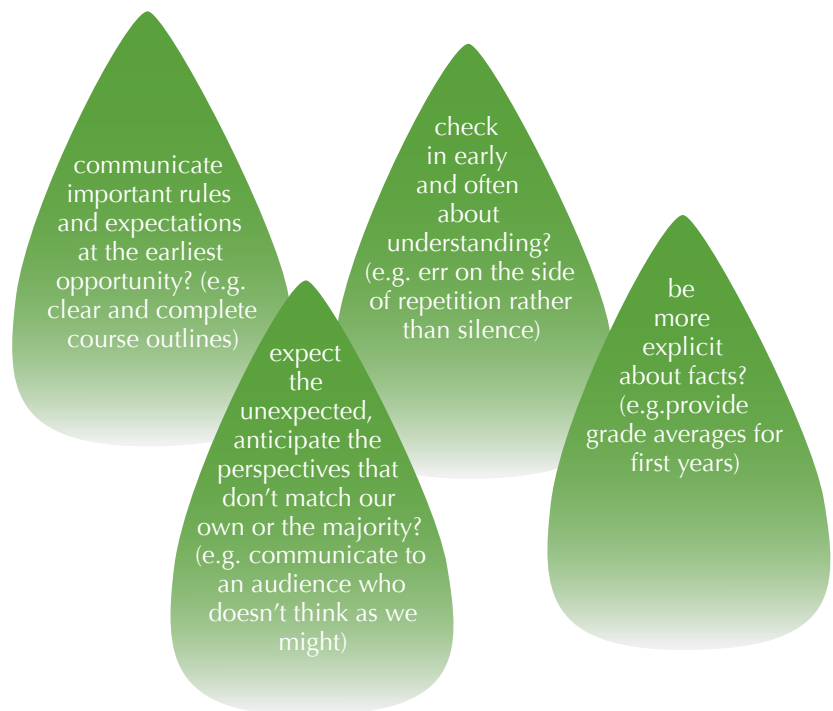 communicate
important rules
and expectations
at the earliest
opportunity? (e.g.
clear and complete
course outlines)
expect
the
unexpected,
anticipate the
perspectives that
don't match our
own or the majority?
(e.g. communicate to
an audience who
doesn't think as we
might)
check
in early
and often
about
understanding?
(e.g. err on the side
of repetition rather
than silence)
be
more
explicit
about facts?
(e.g.provide
grade averages for
first years)